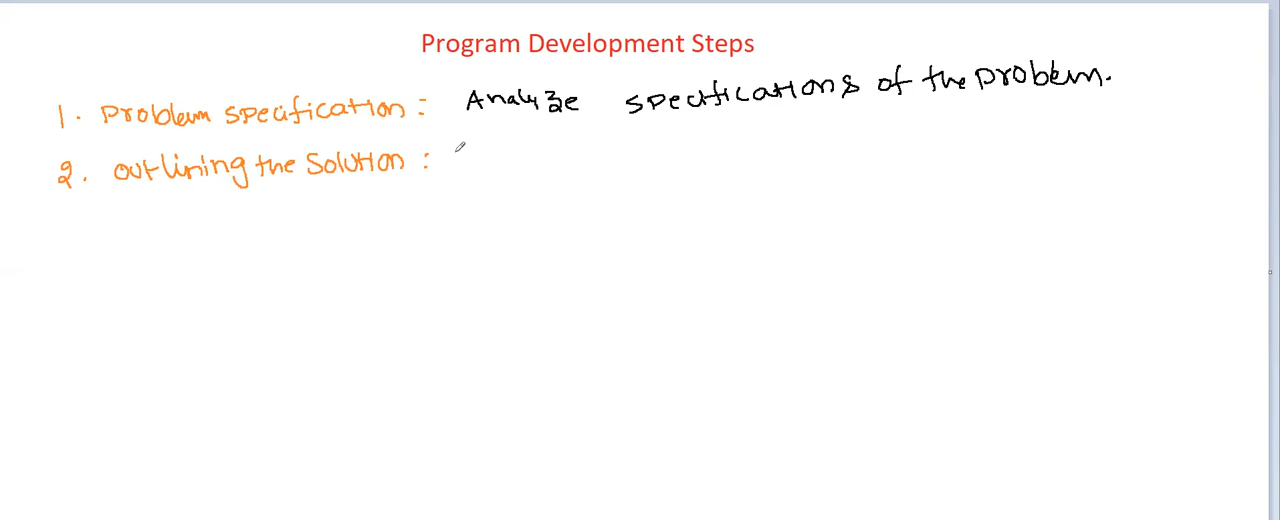 Program Development Steps
1. Problem specification : Analyze specifications of the problem.
2. outlining the Solution :